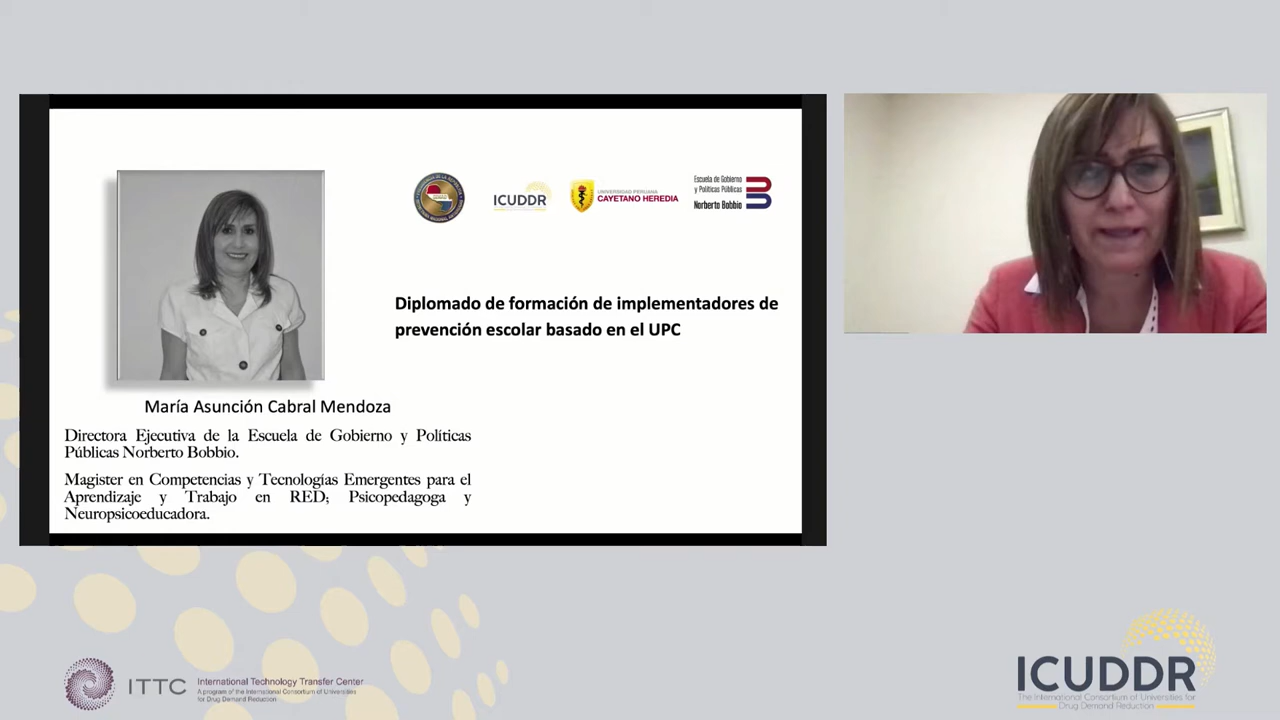 ICUDDR
UNIVERSIDAD PERUANA
CAYETANO HEREDIA
Escuela de Gobierno
y Políticas Públicas
Norberto Bobbio
Diplomado de formación de implementadores de
prevención escolar basado en el UPC
María Asunción Cabral Mendoza
Directora Ejecutiva de la Escuela de Gobierno y Políticas
Públicas Norberto Bobbio.
Magister en Competencias y Tecnologías Emergentes para el
Aprendizaje y Trabajo en RED; Psicopedagoga y
Neuropsicoeducadora.
ITTC
International Technology Transfer Center
A program of the International Consortium of Universities
for Drug Demand Reduction
ICUDDR
The International Consortium of Universities for
Drug Demand Reduction